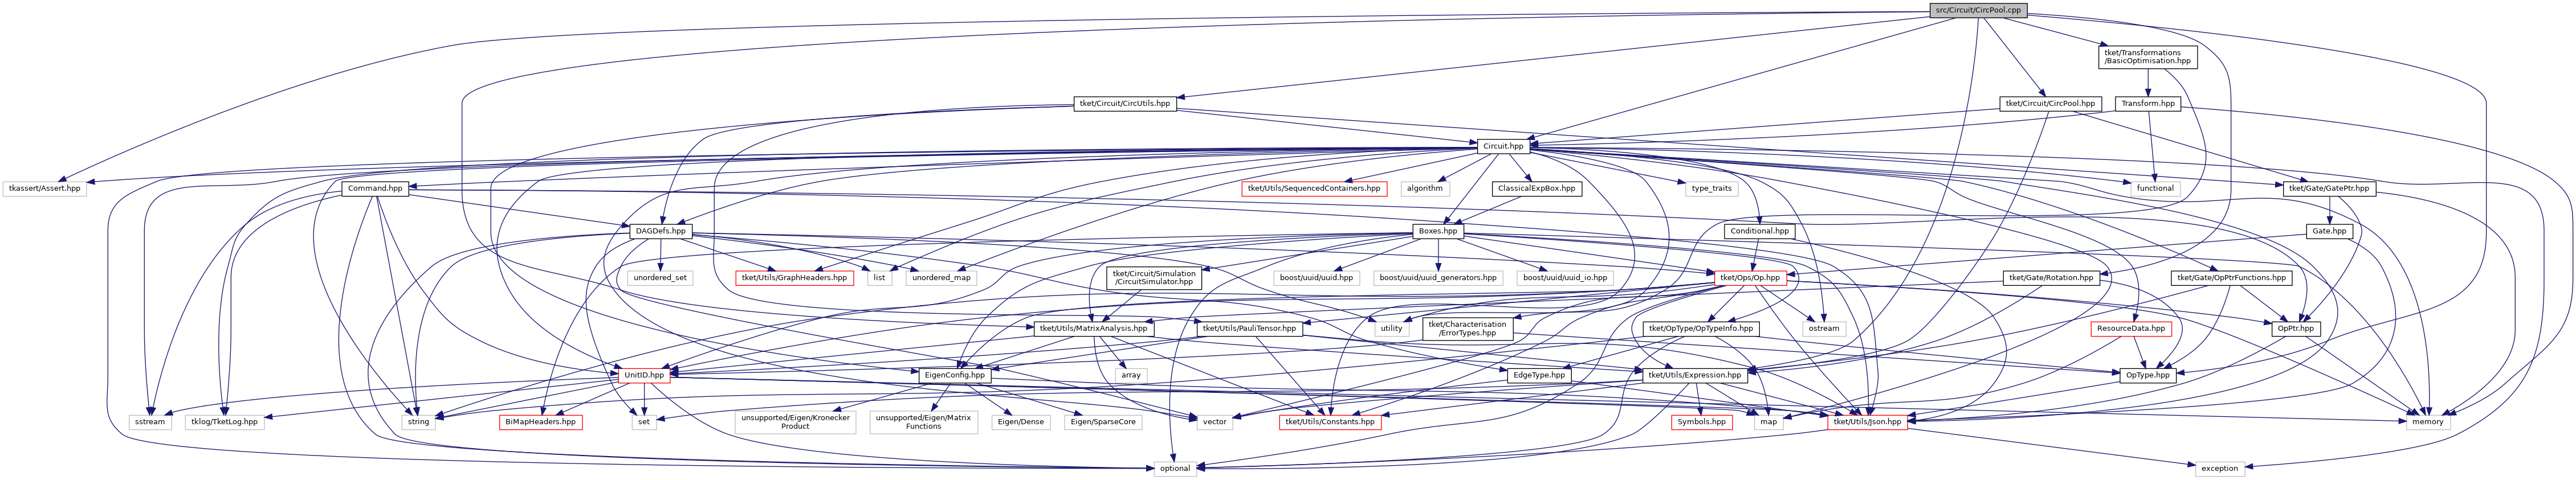 src/Circuit/CircPool.cpp
tket/Transformations
/BasicOptimisation.hpp
tket/Circuit/CircUtils.hpp
tket/Circuit/CircPool.hpp
Transform.hpp
Circuit.hpp
tkassert/Assert.hpp
Command.hpp
tket/Utils/SequencedContainers.hpp
algorithm
ClassicalExpBox.hpp
type_traits
functional
tket/Gate/GatePtr.hpp
DAGDefs.hpp
Boxes.hpp
Conditional.hpp
Gate.hpp
unordered_set
tket/Utils/GraphHeaders.hpp
list
unordered_map
tket/Circuit/Simulation
/CircuitSimulator.hpp
boost/uuid/uuid.hpp
boost/uuid/uuid_generators.hpp
boost/uuid/uuid_io.hpp
tket/Ops/Op.hpp
tket/Gate/Rotation.hpp
tket/Gate/OpPtrFunctions.hpp
tket/Utils/MatrixAnalysis.hpp
tket/Utils/PauliTensor.hpp
utility
tket/Characterisation
/ErrorTypes.hpp
tket/OpType/OpTypeInfo.hpp
ostream
ResourceData.hpp
OpPtr.hpp
UnitID.hpp
EigenConfig.hpp
array
EdgeType.hpp
tket/Utils/Expression.hpp
OpType.hpp
sstream
tklog/TketLog.hpp
string
BiMapHeaders.hpp
set
unsupported/Eigen/Kronecker
Product
unsupported/Eigen/Matrix
Functions
Eigen/Dense
Eigen/SparseCore
vector
tket/Utils/Constants.hpp
Symbols.hpp
map
tket/Utils/Json.hpp
memory
optional
exception